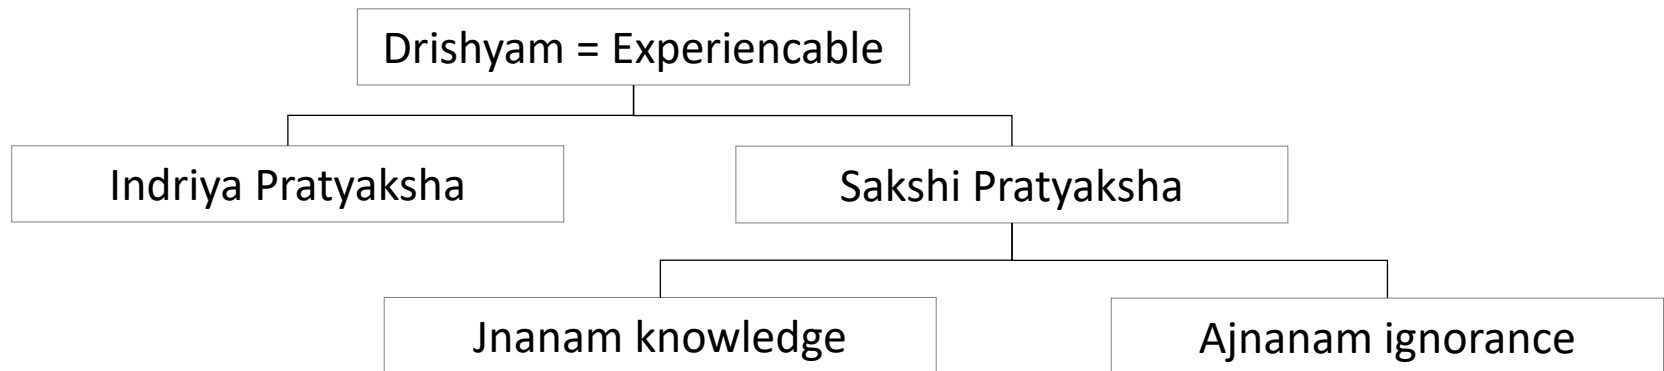 Drishyam = Experiencable
Indriya Pratyaksha
Sakshi Pratyaksha
Jnanam knowledge
Ajnanam ignorance